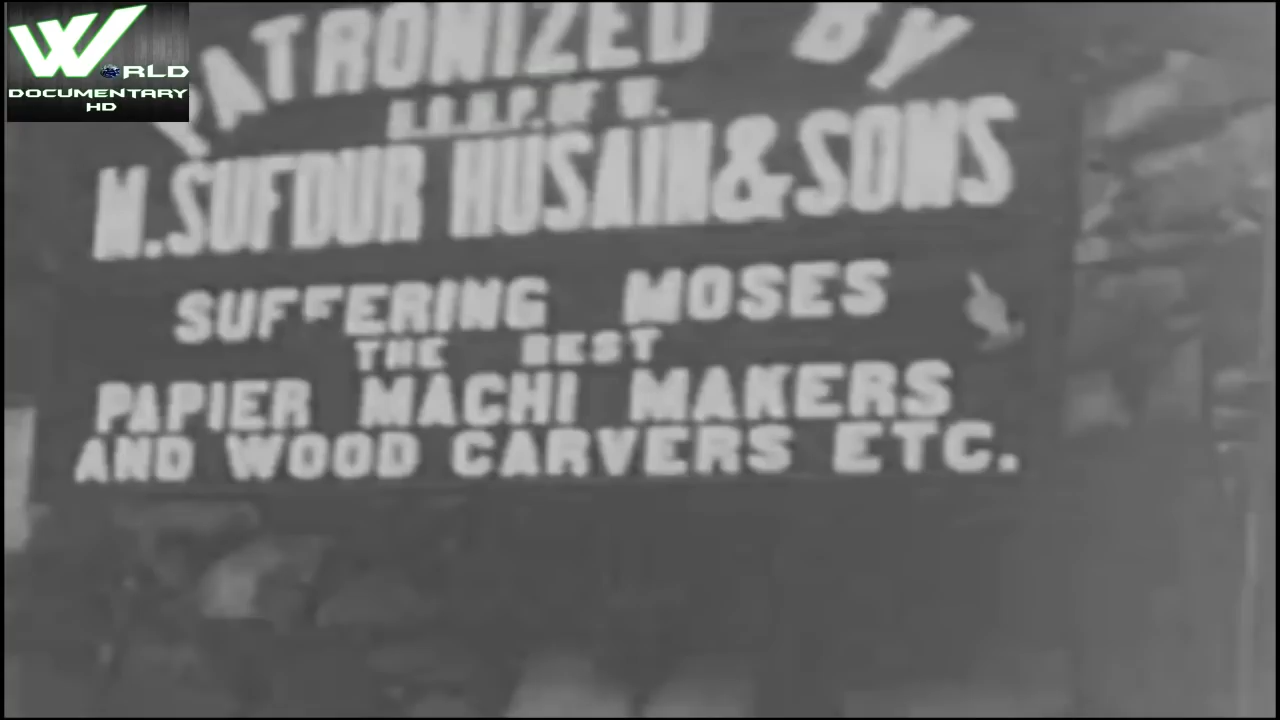 WORLD
DOCUMENTARY
HD
PATRONIZED By
H.R.H.P. OF W.
M. SUFDUR HUSAIN & SONS
SUFFERING MOSES
THE BEST
PAPIER MACHI MAKERS
AND WOOD CARVERS ETC.